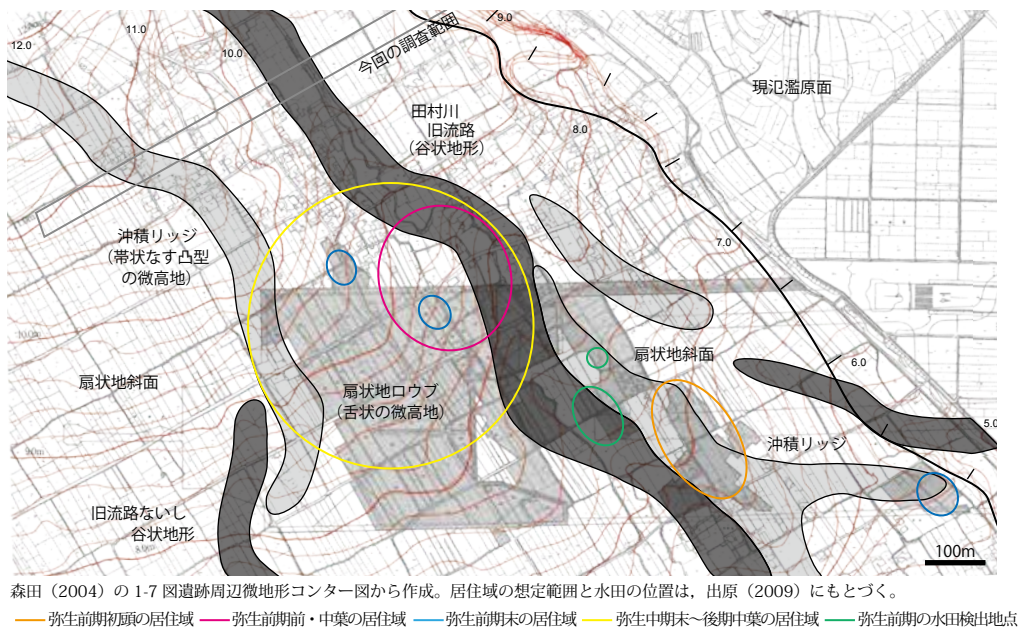 12.0
11.0
10.0
今回の調査範囲
9.0
現氾濫原面
田村川
旧流路
（谷状地形）
8.0
沖積リッジ
（帯状なす凸型
の微高地）
7.0
扇状地斜面
扇状地ロウブ
（舌状の微高地）
扇状地斜面
6.0
沖積リッジ
5.0
旧流路ないし
谷状地形
100m
森田（2004）の 1-7 図遺跡周辺微地形コンター図から作成。居住域の想定範囲と水田の位置は，出原（2009）にもとづく。
弥生前期初頭の居住域 弥生前期前・中葉の居住域 弥生前期末の居住域 弥生中期末～後期中葉の居住域 弥生前期の水田検出地点